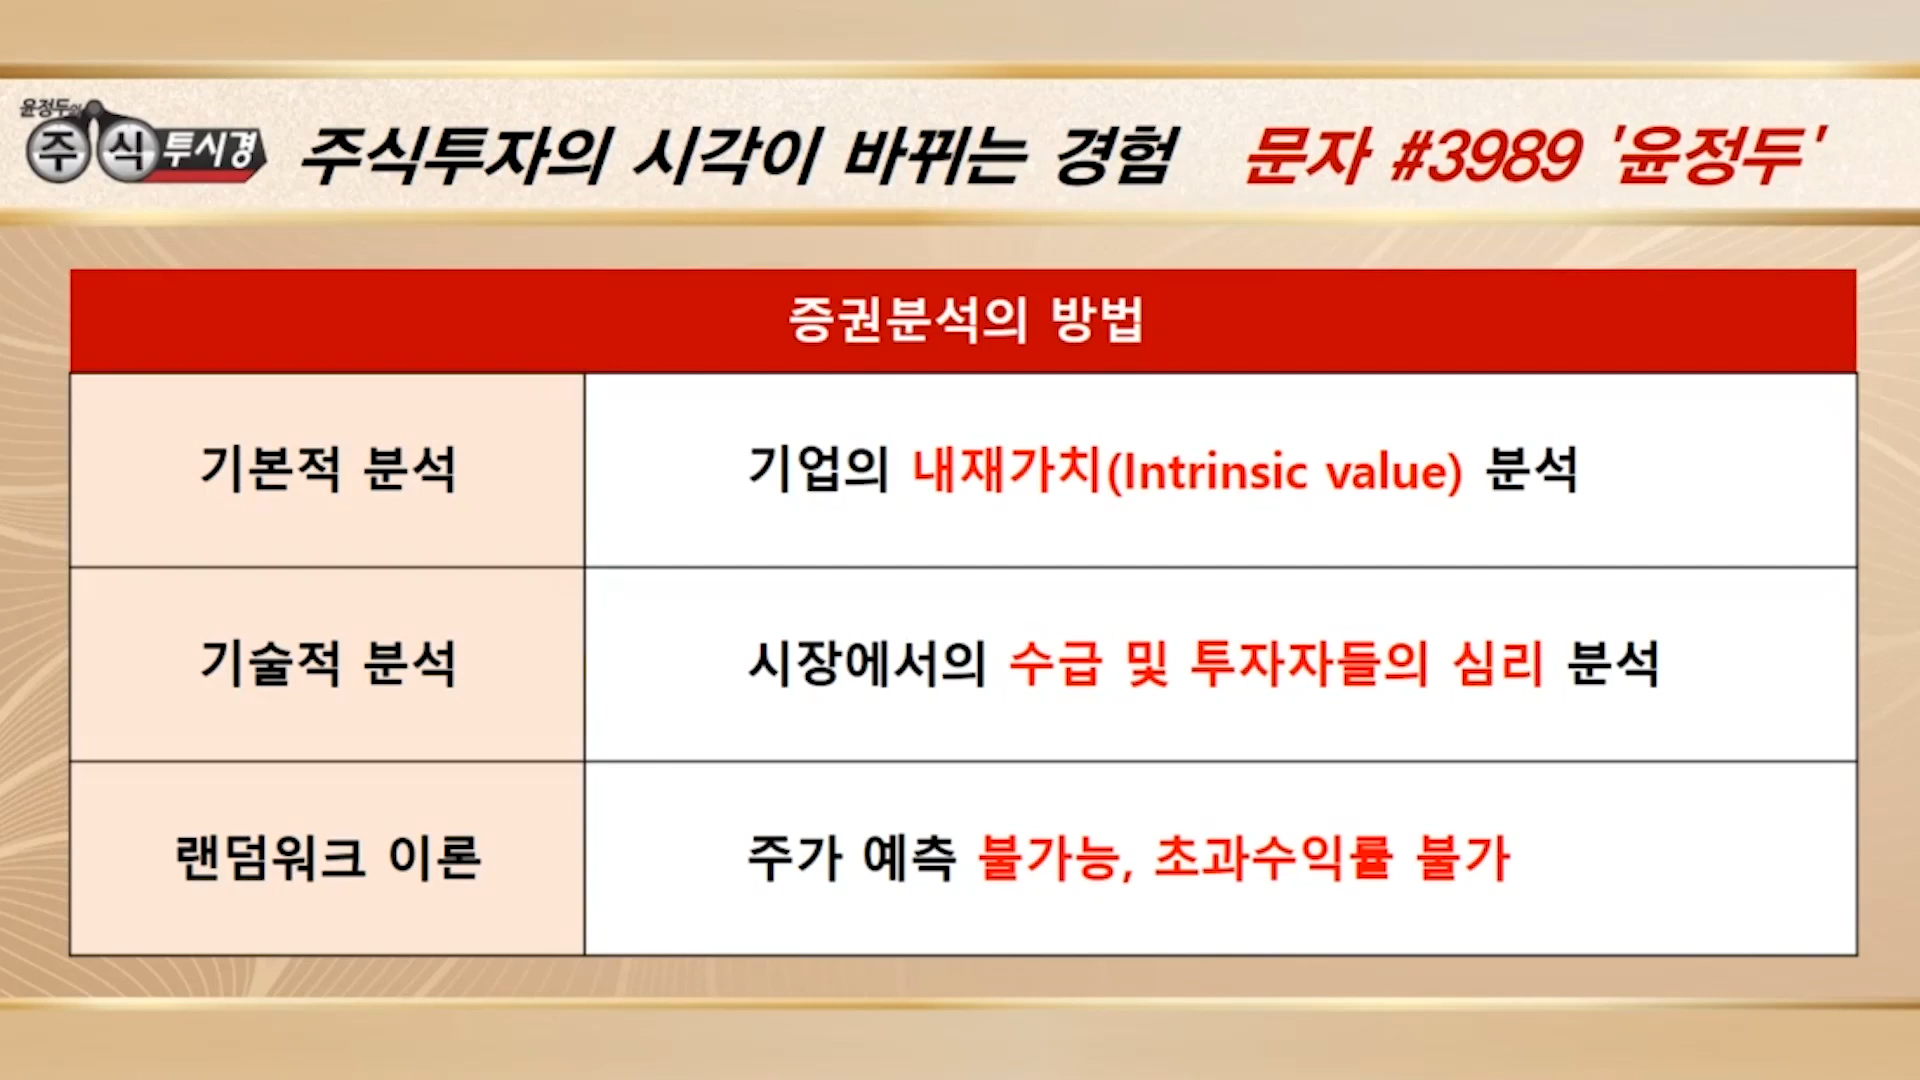 윤정두의
주식투시경
주식투자의 시각이 바뀌는 경험 문자 #3989 '윤정두'
증권분석의 방법
기본적 분석 기업의 내재가치(Intrinsic value) 분석
기술적 분석 시장에서의 수급 및 투자자들의 심리 분석
랜덤워크 이론 주가 예측 불가능, 초과수익률 불가